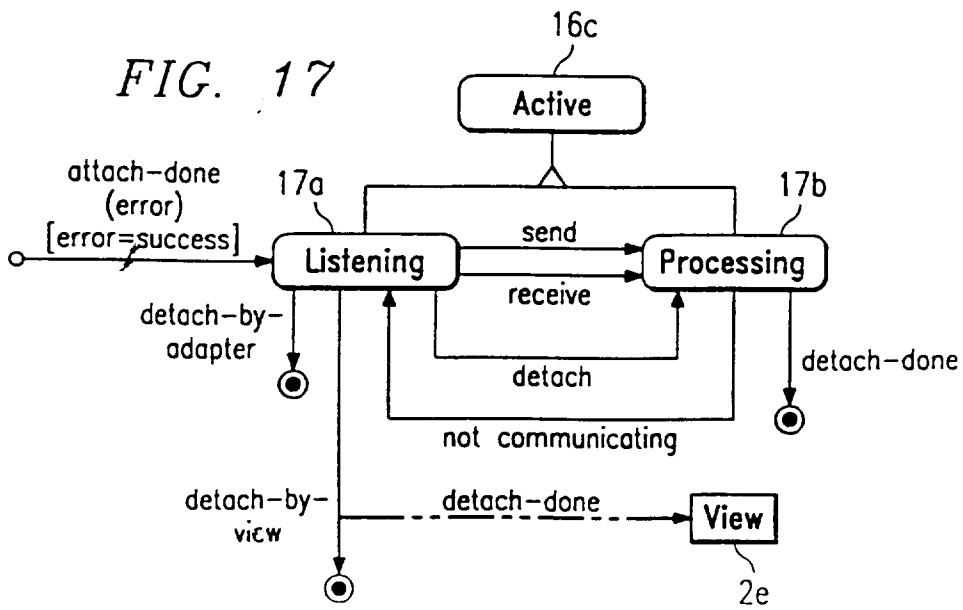 FIG. 17
16c
Active
attach-done
(error)
[error=success]
17a
17b
Listening
send
receive
Processing
detach-by-
adapter
detach
detach-done
not communicating
detach-by-
view
detach-done
View
2e